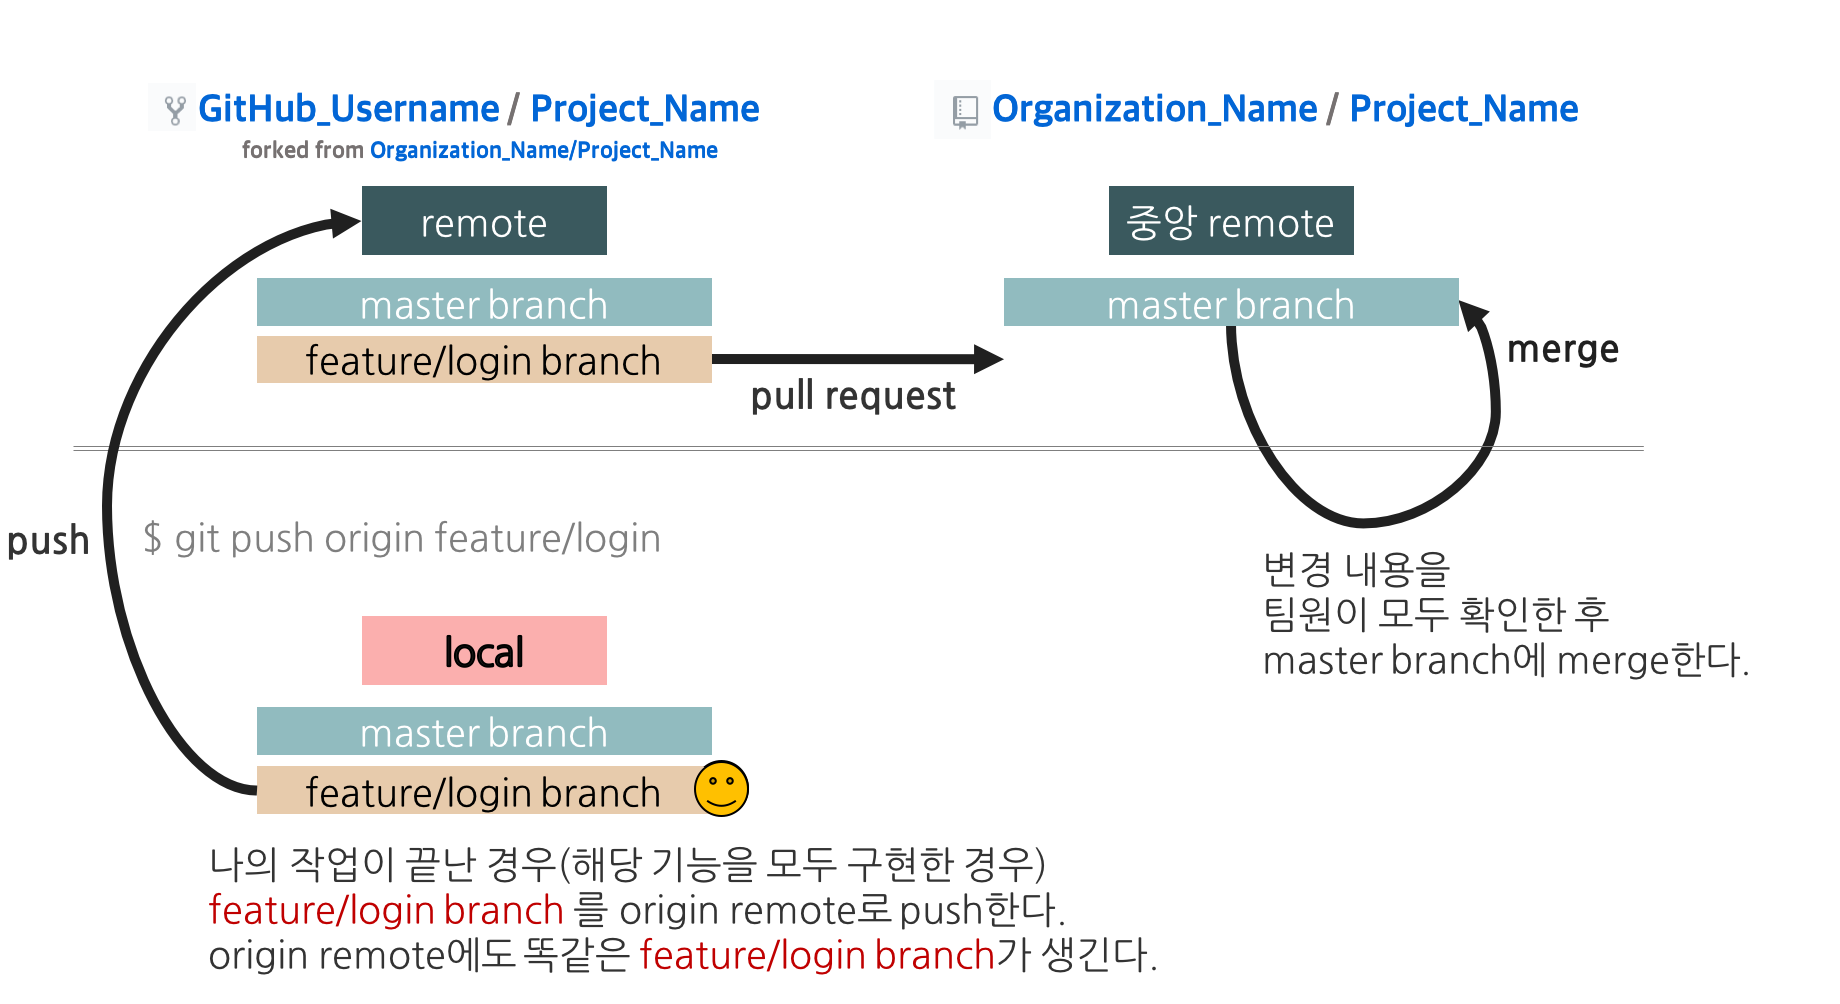 GitHub_Username / Project_Name
forked from Organization_Name/Project_Name
remote
master branch
feature/login branch
pull request
Organization_Name / Project_Name
중앙 remote
master branch
merge
push
$ git push origin feature/login
변경 내용을
팀원이 모두 확인한 후
master branch에 merge한다.
local
master branch
feature/login branch
나의 작업이 끝난 경우(해당 기능을 모두 구현한 경우)
feature/login branch 를 origin remote로 push한다.
origin remote에도 똑같은 feature/login branch가 생긴다.